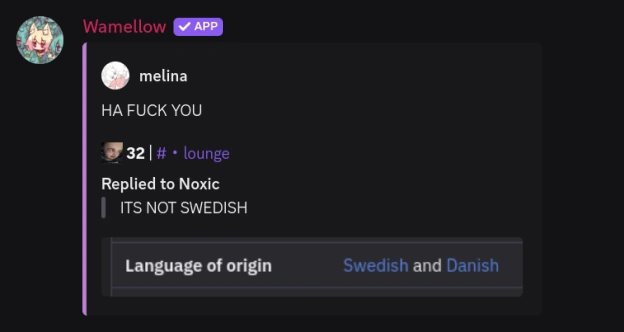 Wamellow ✓ APP
melina
HA FUCK YOU
32 | # • lounge
Replied to Noxic
ITS NOT SWEDISH
Language of origin Swedish and Danish